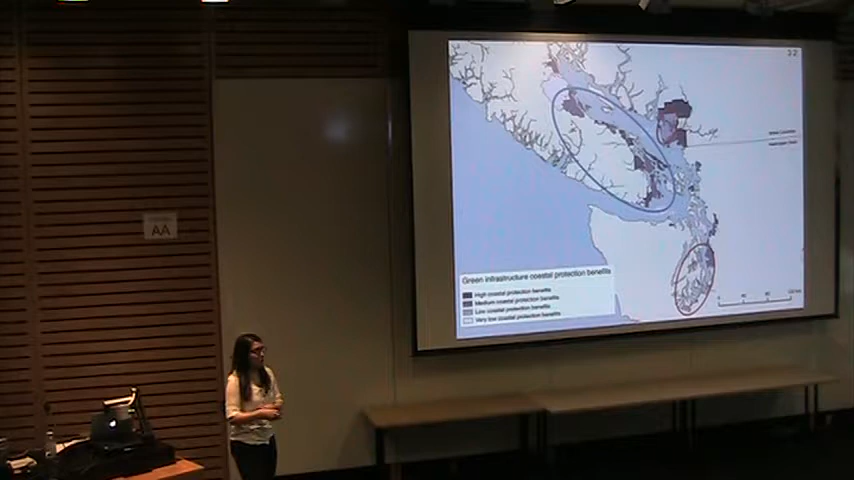 AA
Green infrastructure coastal protection benefits
High coastal protection benefits
Medium coastal protection benefits
Low coastal protection benefits
Very low coastal protection benefits